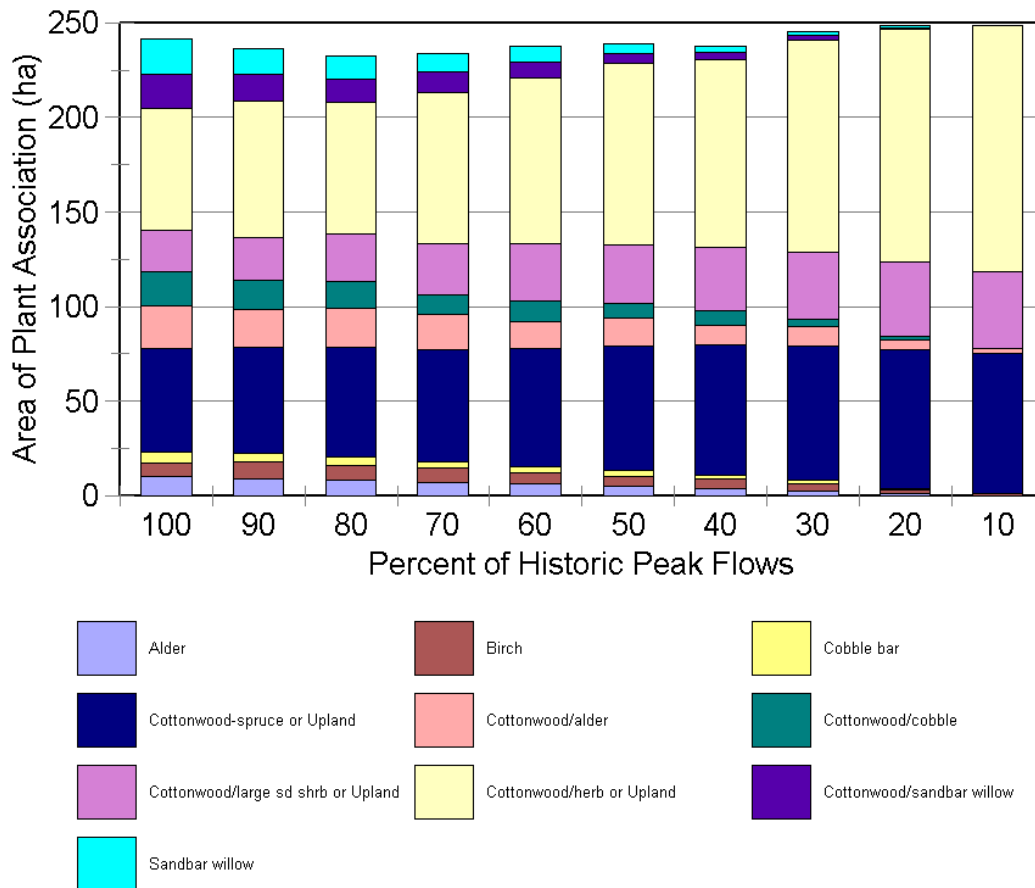 250
200
150
100
50
0
Area of Plant Association (ha)
100 90 80 70 60 50 40 30 20 10
Percent of Historic Peak Flows
Alder
Birch
Cobble bar
Cottonwood-spruce or Upland
Cottonwood/alder
Cottonwood/cobble
Cottonwood/large sd shrb or Upland
Cottonwood/herb or Upland
Cottonwood/sandbar willow
Sandbar willow